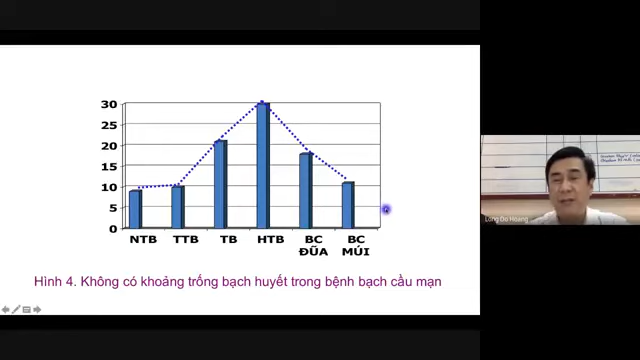 30
25
20
15
10
5
0
NTB TTB TB HTB BC ĐŨA BC MÚI
Hình 4. Không có khoảng trống bạch huyết trong bệnh bạch cầu mạn
Long Do Hoang